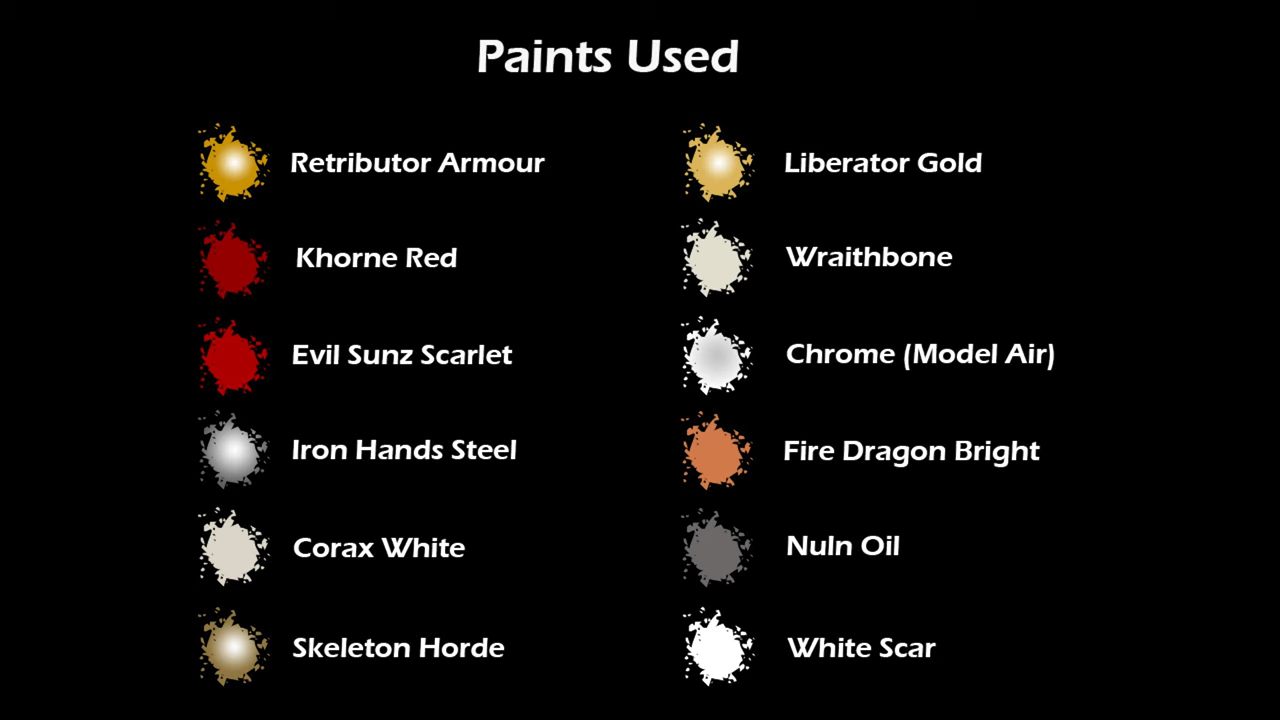 Paints Used
Retributor Armour
Liberator Gold
Khorne Red
Wraithbone
Evil Sunz Scarlet
Chrome (Model Air)
Iron Hands Steel
Fire Dragon Bright
Corax White
Nuln Oil
Skeleton Horde
White Scar